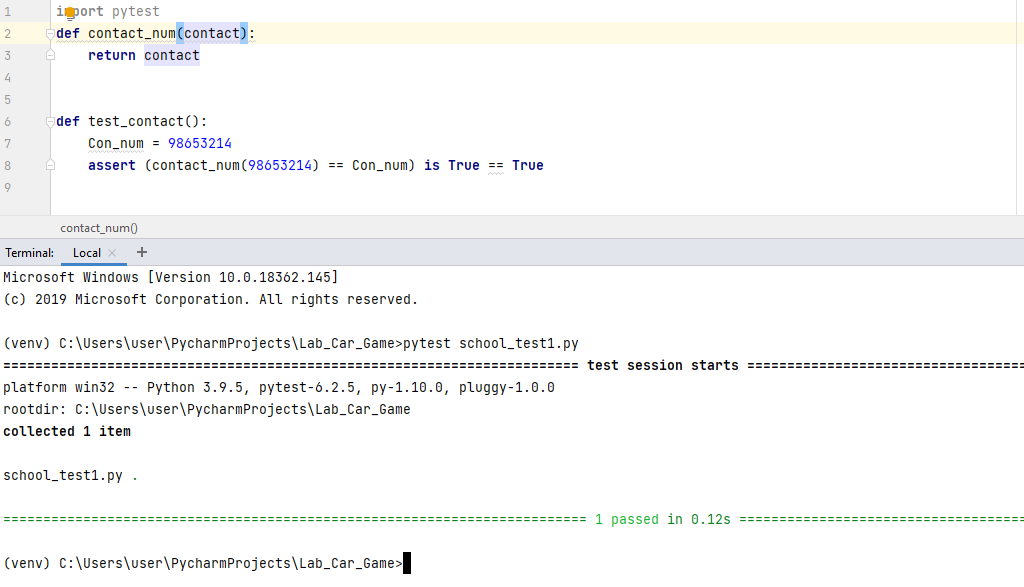 1 import pytest
2 def contact_num(contact):
3 return contact
4
5
6 def test_contact():
7 Con_num = 98653214
8 assert (contact_num(98653214) == Con_num) is True == True
9
contact_num()
Terminal: Local × +
Microsoft Windows [Version 10.0.18362.145]
(c) 2019 Microsoft Corporation. All rights reserved.
(venv) C:\Users\user\PycharmProjects\Lab_Car_Game>pytest school_test1.py
======================================================================== test session starts ===================================
platform win32 -- Python 3.9.5, pytest-6.2.5, py-1.10.0, pluggy-1.0.0
rootdir: C:\Users\user\PycharmProjects\Lab_Car_Game
collected 1 item
school_test1.py .
========================================================================= 1 passed in 0.12s ====================================
(venv) C:\Users\user\PycharmProjects\Lab_Car_Game>